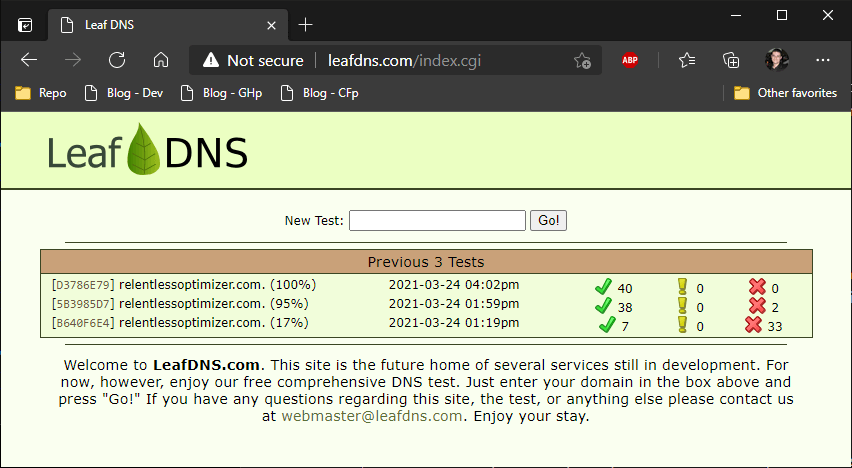 Leaf DNS
Not secure leafdns.com/index.cgi ABP
Repo Blog - Dev Blog - GHp Blog - CFp Other favorites
Leaf DNS
New Test: Go!
Previous 3 Tests
[D3786E79] relentlessoptimizer.com. (100%) 2021-03-24 04:02pm 40 0 0
[5B3985D7] relentlessoptimizer.com. (95%) 2021-03-24 01:59pm 38 0 2
[B640F6E4] relentlessoptimizer.com. (17%) 2021-03-24 01:19pm 7 0 33
Welcome to LeafDNS.com. This site is the future home of several services still in development. For
now, however, enjoy our free comprehensive DNS test. Just enter your domain in the box above and
press "Go!" If you have any questions regarding this site, the test, or anything else please contact us
at webmaster@leafdns.com. Enjoy your stay.